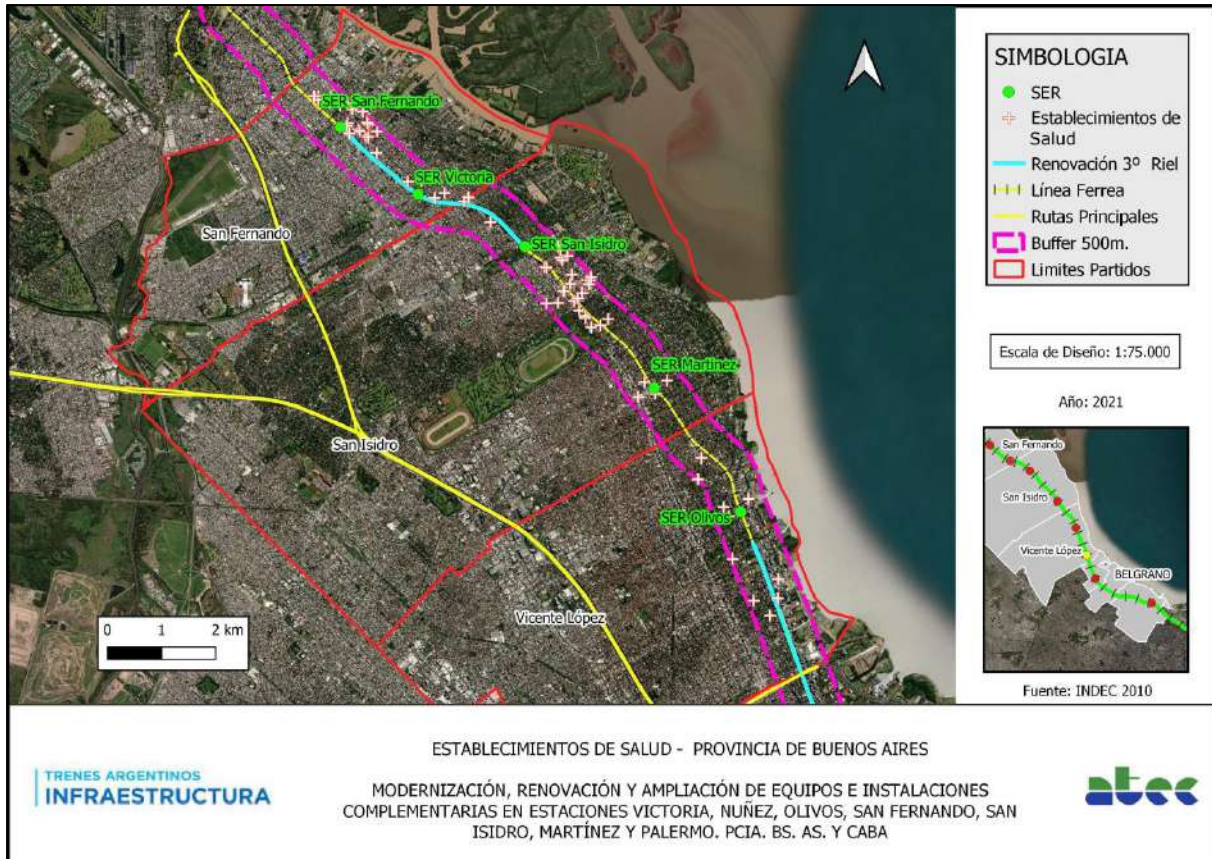 SER San Fernando
SER Victoria
San Fernando
SER San Isidro
SER Martínez
San Isidro
SER Olivos
Vicente López
0 1 2 km
SIMBOLOGIA
SER
Establecimientos de
Salud
Renovación 3º Riel
Línea Ferrea
Rutas Principales
Buffer 500m.
Limites Partidos
Escala de Diseño: 1:75.000
Año: 2021
San Fernando
San Isidro
Vicente López
BELGRANO
Fuente: INDEC 2010
TRENES ARGENTINOS
INFRAESTRUCTURA
ESTABLECIMIENTOS DE SALUD - PROVINCIA DE BUENOS AIRES
MODERNIZACIÓN, RENOVACIÓN Y AMPLIACIÓN DE EQUIPOS E INSTALACIONES
COMPLEMENTARIAS EN ESTACIONES VICTORIA, NUÑEZ, OLIVOS, SAN FERNANDO, SAN
ISIDRO, MARTÍNEZ Y PALERMO. PCIA. BS. AS. Y CABA
atec